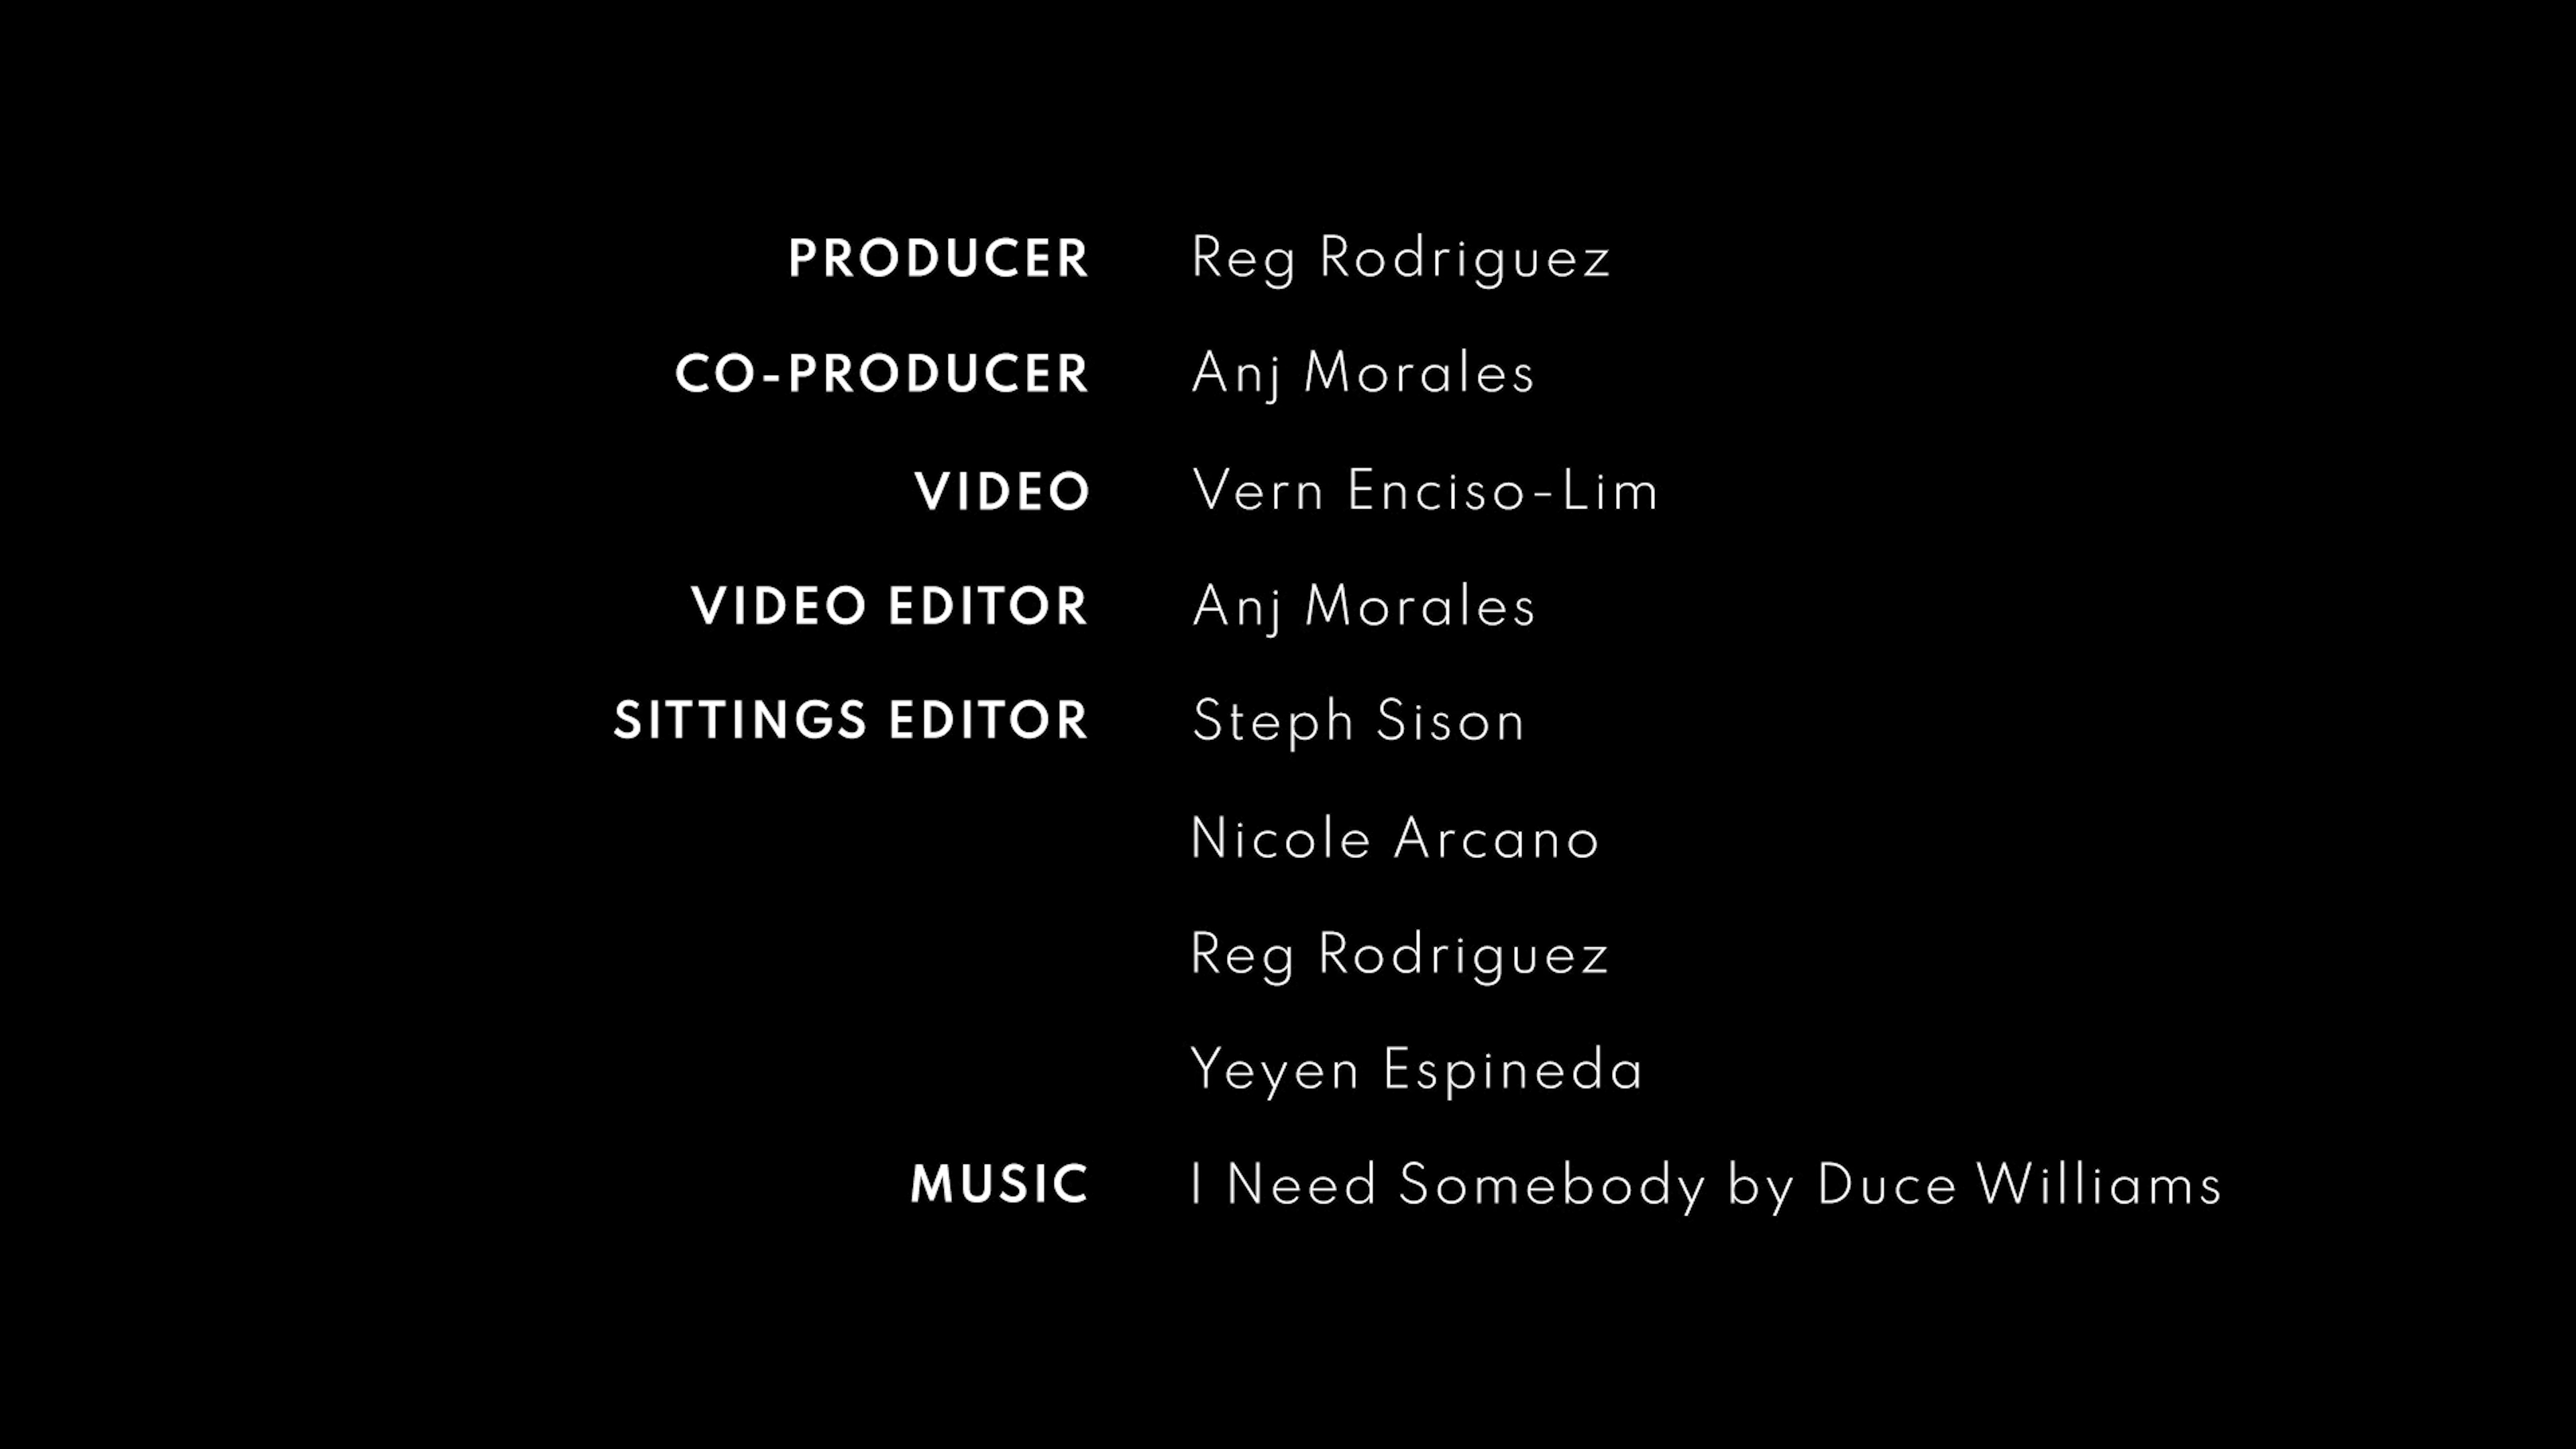 PRODUCER Reg Rodriguez
CO-PRODUCER Anj Morales
VIDEO Vern Enciso-Lim
VIDEO EDITOR Anj Morales
SITTINGS EDITOR Steph Sison
Nicole Arcano
Reg Rodriguez
Yeyen Espineda
MUSIC I Need Somebody by Duce Williams